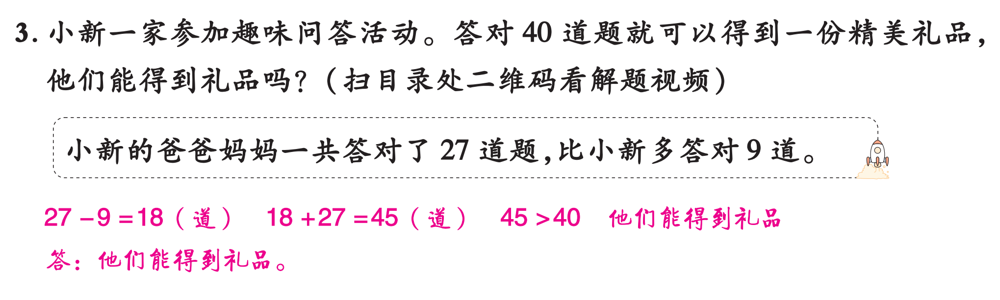 3. 小新一家参加趣味问答活动。答对 40 道题就可以得到一份精美礼品，
他们能得到礼品吗？（扫目录处二维码看解题视频）
小新的爸爸妈妈一共答对了 27 道题，比小新多答对 9 道。
27－9＝18（道） 18＋27＝45（道） 45＞40 他们能得到礼品
答：他们能得到礼品。